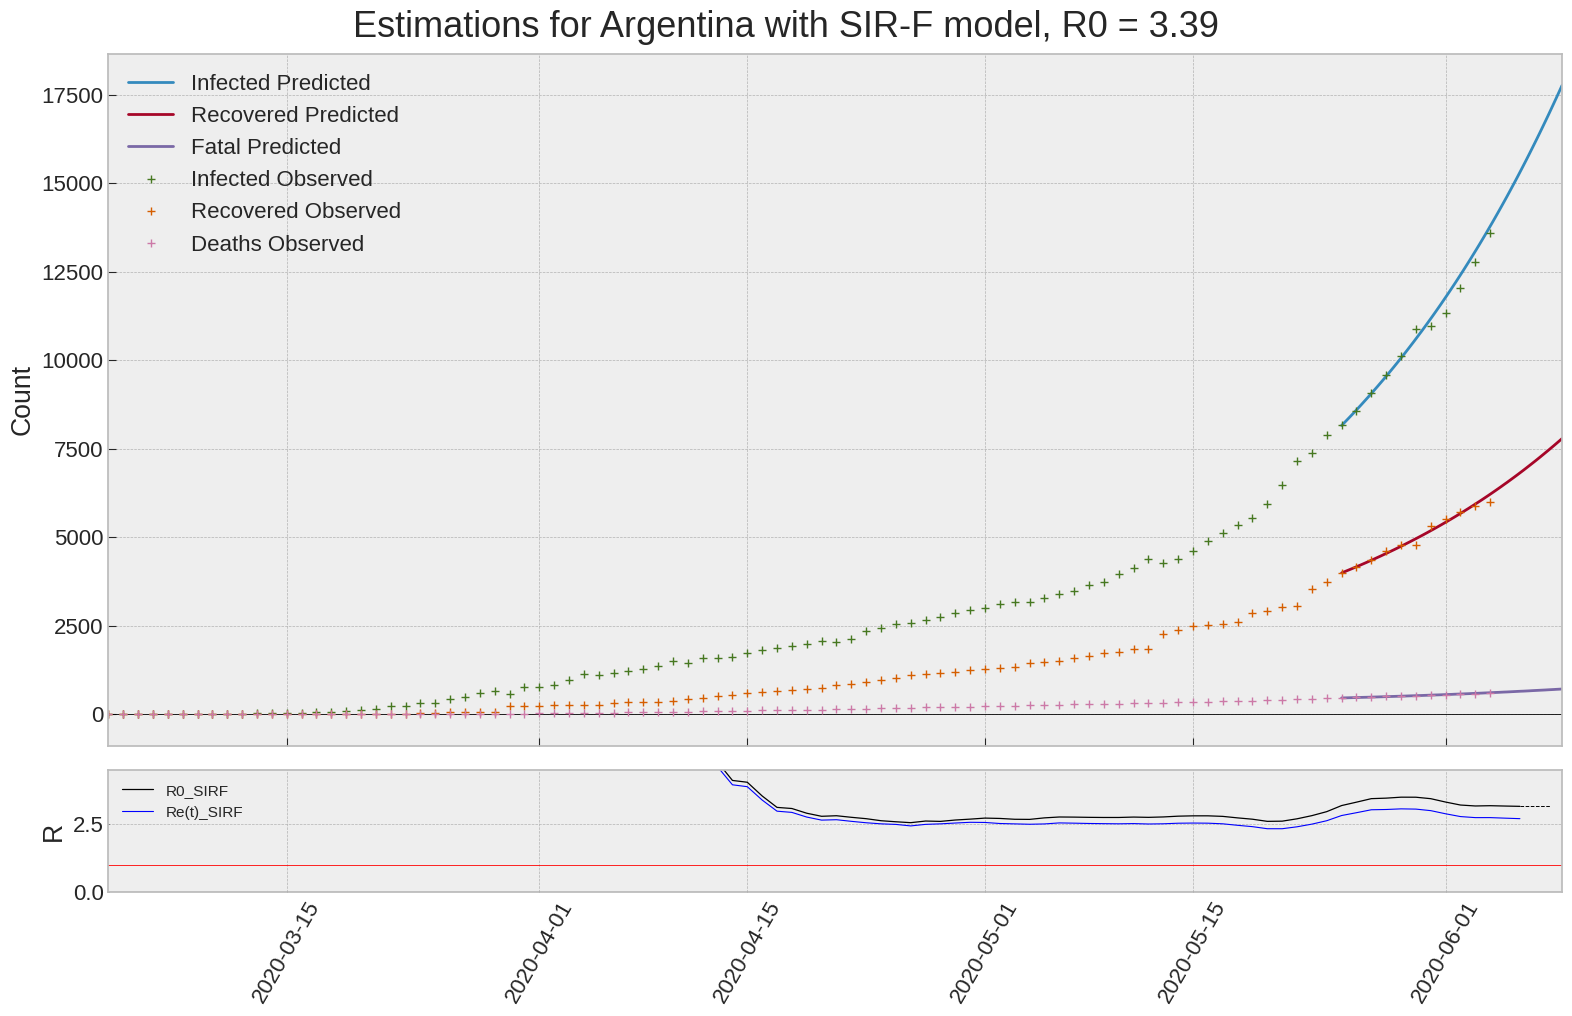 Estimations for Argentina with SIR-F model, R0 = 3.39
Infected Predicted
Recovered Predicted
Fatal Predicted
Infected Observed
Recovered Observed
Deaths Observed
17500
15000
12500
10000
7500
5000
2500
0
Count
R0_SIRF
Re(t)_SIRF
2.5
0.0
R
2020-03-15
2020-04-01
2020-04-15
2020-05-01
2020-05-15
2020-06-01